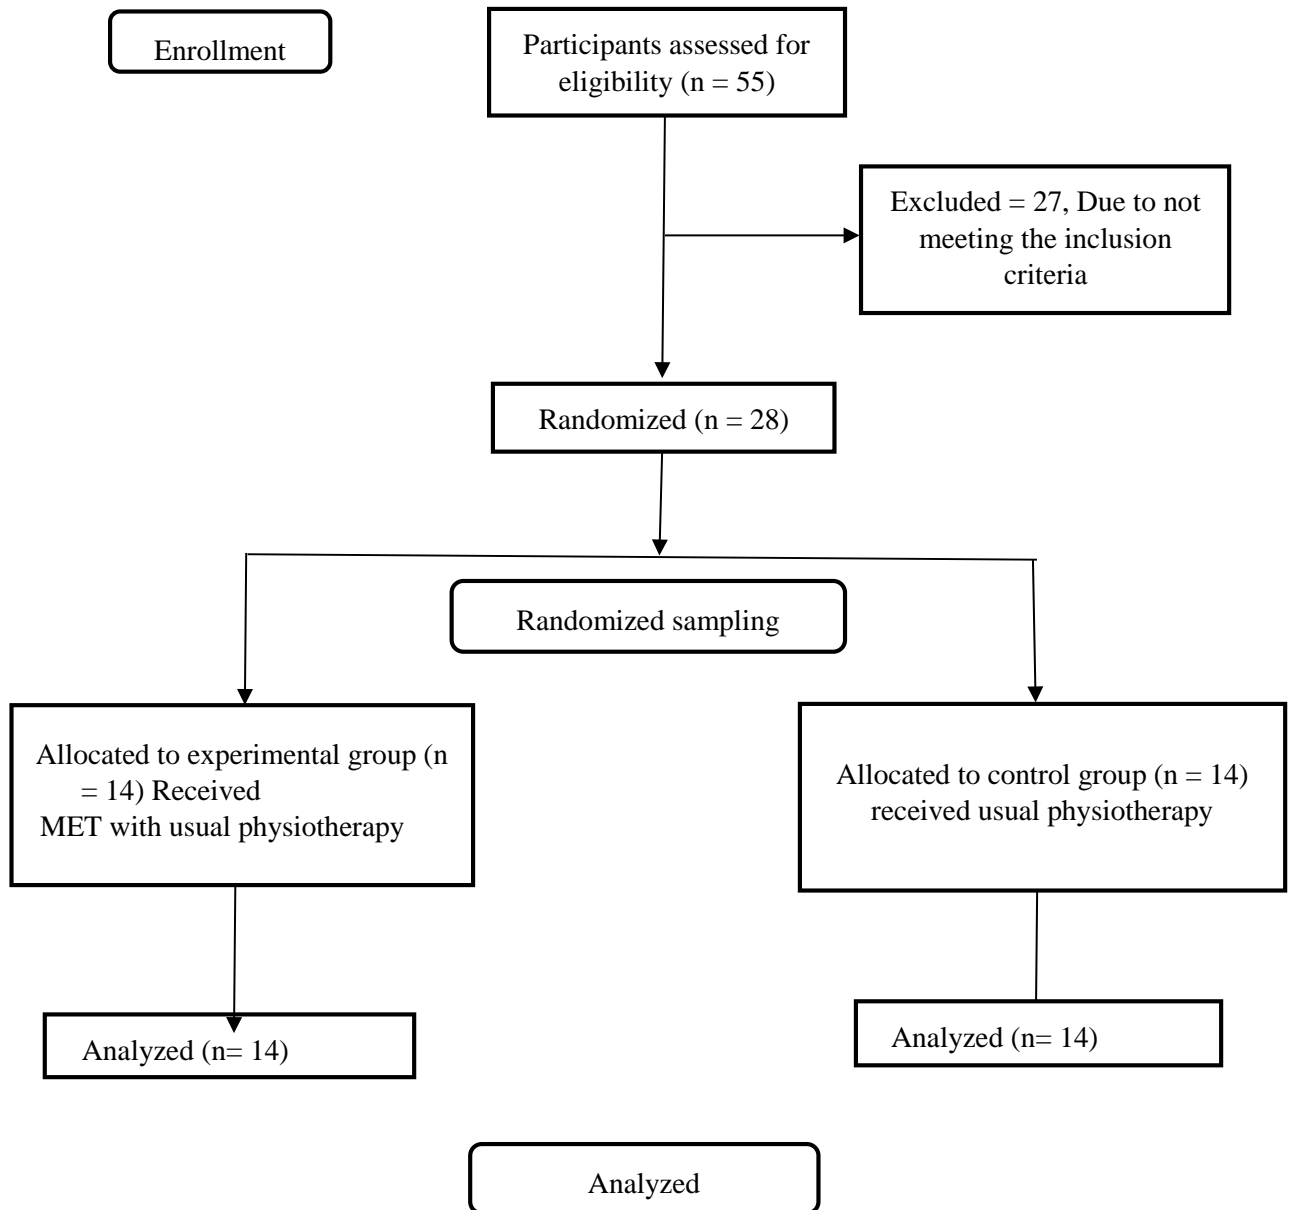 Enrollment
Participants assessed for
eligibility (n = 55)
Excluded = 27, Due to not
meeting the inclusion
criteria
Randomized (n = 28)
Randomized sampling
Allocated to experimental group (n
= 14) Received
MET with usual physiotherapy
Allocated to control group (n = 14)
received usual physiotherapy
Analyzed (n= 14)
Analyzed (n= 14)
Analyzed